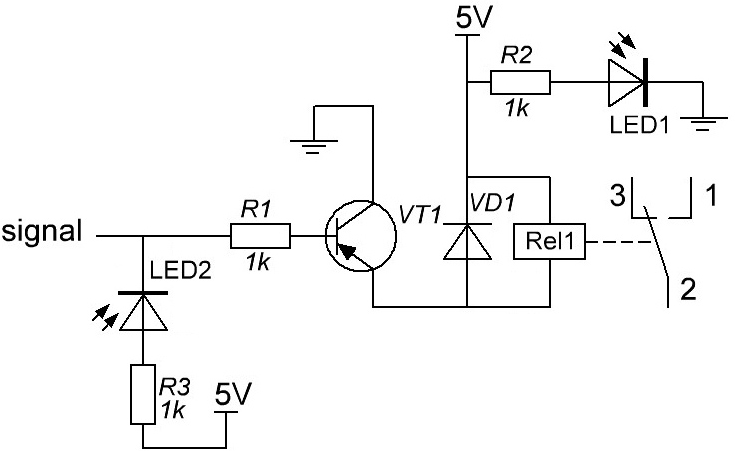 5V
R2
1k
LED1
R1
1k
VT1
VD1
3
1
signal
Rel1
LED2
2
R3
1k
5V